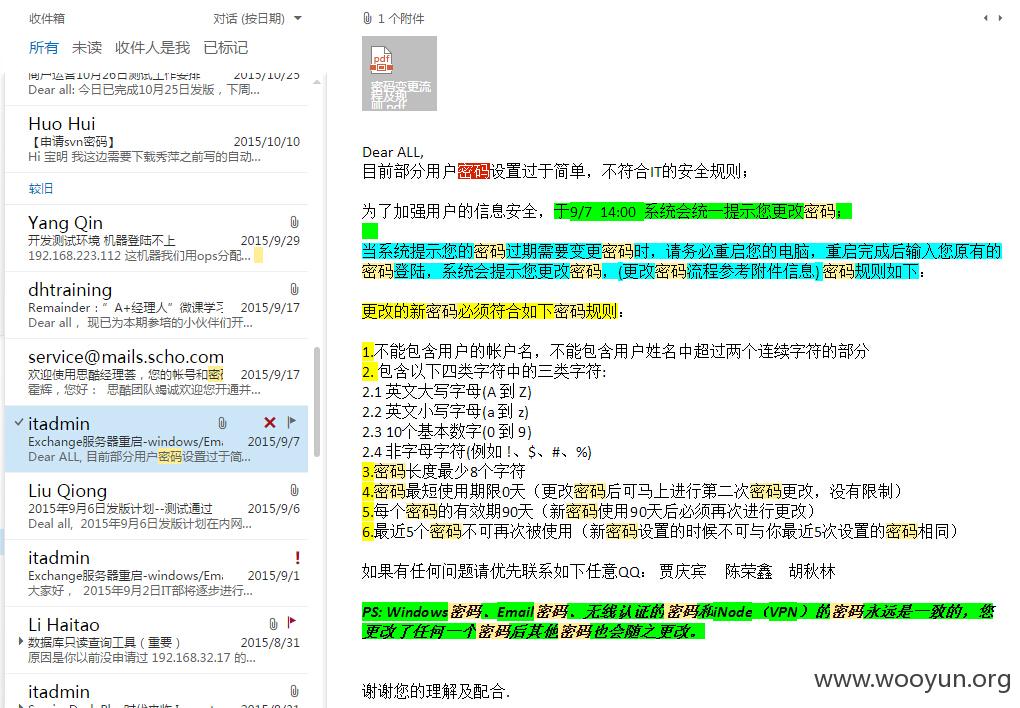 收件箱
对话 (按日期)
所有 未读 收件人是我 已标记
商户运营10月26日测试工作安排 2015/10/25
Dear all: 今日已完成10月25日发版，下周...
Huo Hui
【申请svn密码】 2015/10/10
Hi 宝明 我这边需要下载秀萍之前写的自动...
较旧
Yang Qin
开发测试环境 机器登陆不上 2015/9/29
192.168.223.112 这机器我们用ops分配...
dhtraining
Remainder：“A+经理人”微课学习 2015/9/17
Dear all， 现已为本期参培的小伙伴们开...
service@mails.scho.com
欢迎使用思酷经理荟，您的帐号和密 2015/9/17
霍辉，您好： 思酷团队竭诚欢迎您开通并...
itadmin
Exchange服务器重启-windows/Ema 2015/9/7
Dear ALL, 目前部分用户密码设置过于简...
Liu Qiong
2015年9月6日发版计划--测试通过 2015/9/6
Deal all, 2015年9月6日发版计划在内网...
itadmin
Exchange服务器重启-windows/Ema 2015/9/1
大家好， 2015年9月2日IT部将逐步进行...
Li Haitao
数据库只读查询工具（重要） 2015/8/31
原因是你以前没申请过 192.168.32.17 的...
itadmin
1 个附件
pdf
密码变更流
程及规
则.pdf
Dear ALL,
目前部分用户密码设置过于简单，不符合IT的安全规则；
为了加强用户的信息安全，于9/7 14:00 系统会统一提示您更改密码；
当系统提示您的密码过期需要变更密码时，请务必重启您的电脑，重启完成后输入您原有的
密码登陆，系统会提示您更改密码，(更改密码流程参考附件信息) 密码规则如下：
更改的新密码必须符合如下密码规则：
1.不能包含用户的帐户名，不能包含用户姓名中超过两个连续字符的部分
2. 包含以下四类字符中的三类字符:
2.1 英文大写字母(A 到 Z)
2.2 英文小写字母(a 到 z)
2.3 10个基本数字(0 到 9)
2.4 非字母字符(例如 !、$、#、%)
3.密码长度最少8个字符
4.密码最短使用期限0天（更改密码后可马上进行第二次密码更改，没有限制）
5.每个密码的有效期90天（新密码使用90天后必须再次进行更改）
6.最近5个密码不可再次被使用（新密码设置的时候不可与你最近5次设置的密码相同）
如果有任何问题请优先联系如下任意QQ： 贾庆宾 陈荣鑫 胡秋林
PS: Windows密码、Email密码、无线认证的密码和iNode（VPN）的密码永远是一致的，您
更改了任何一个密码后其他密码也会随之更改。
谢谢您的理解及配合.
www.wooyun.org